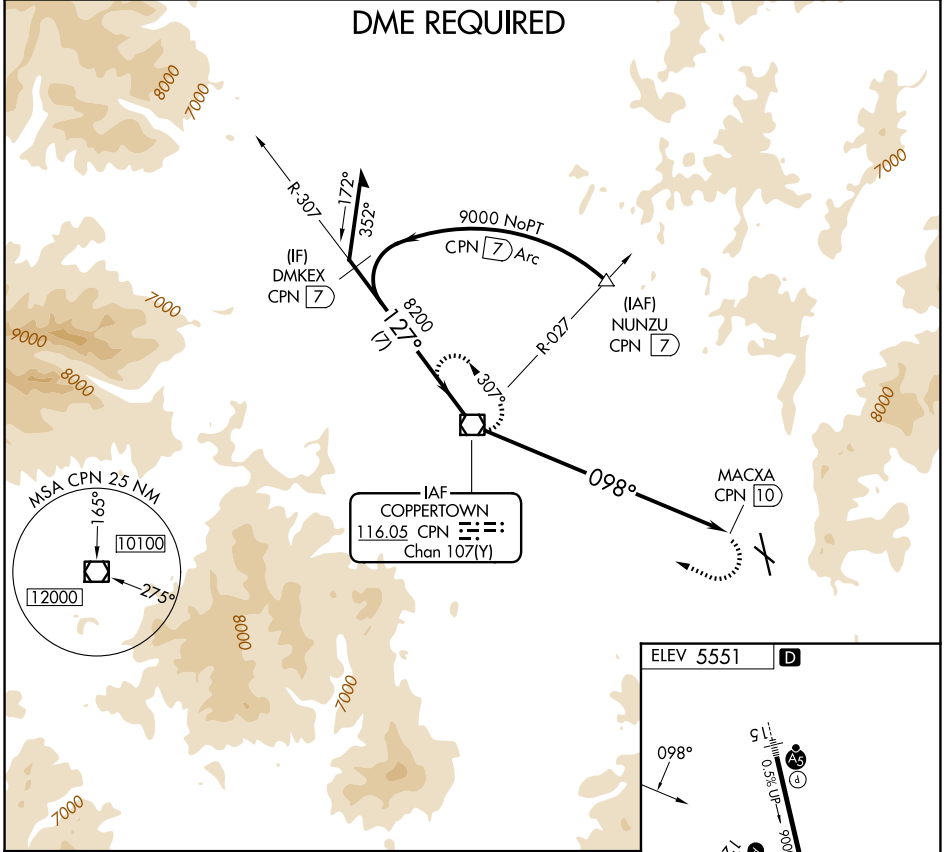 DME REQUIRED
8000
7000
7000
R-307
172°
352°
9000 NoPT
CPN 7 Arc
(IF)
DMKEX
CPN 7
8200
127°
(7)
R-027
(IAF)
NUNZU
CPN 7
307°
7000
9000
8000
8000
098°
MACXA
CPN 10
IAF
COPPERTOWN
116.05 CPN
Chan 107(Y)
MSA CPN 25 NM
165°
10100
12000
275°
8000
7000
7000
ELEV 5551 D
098°
15
A5
P
0.5% UP